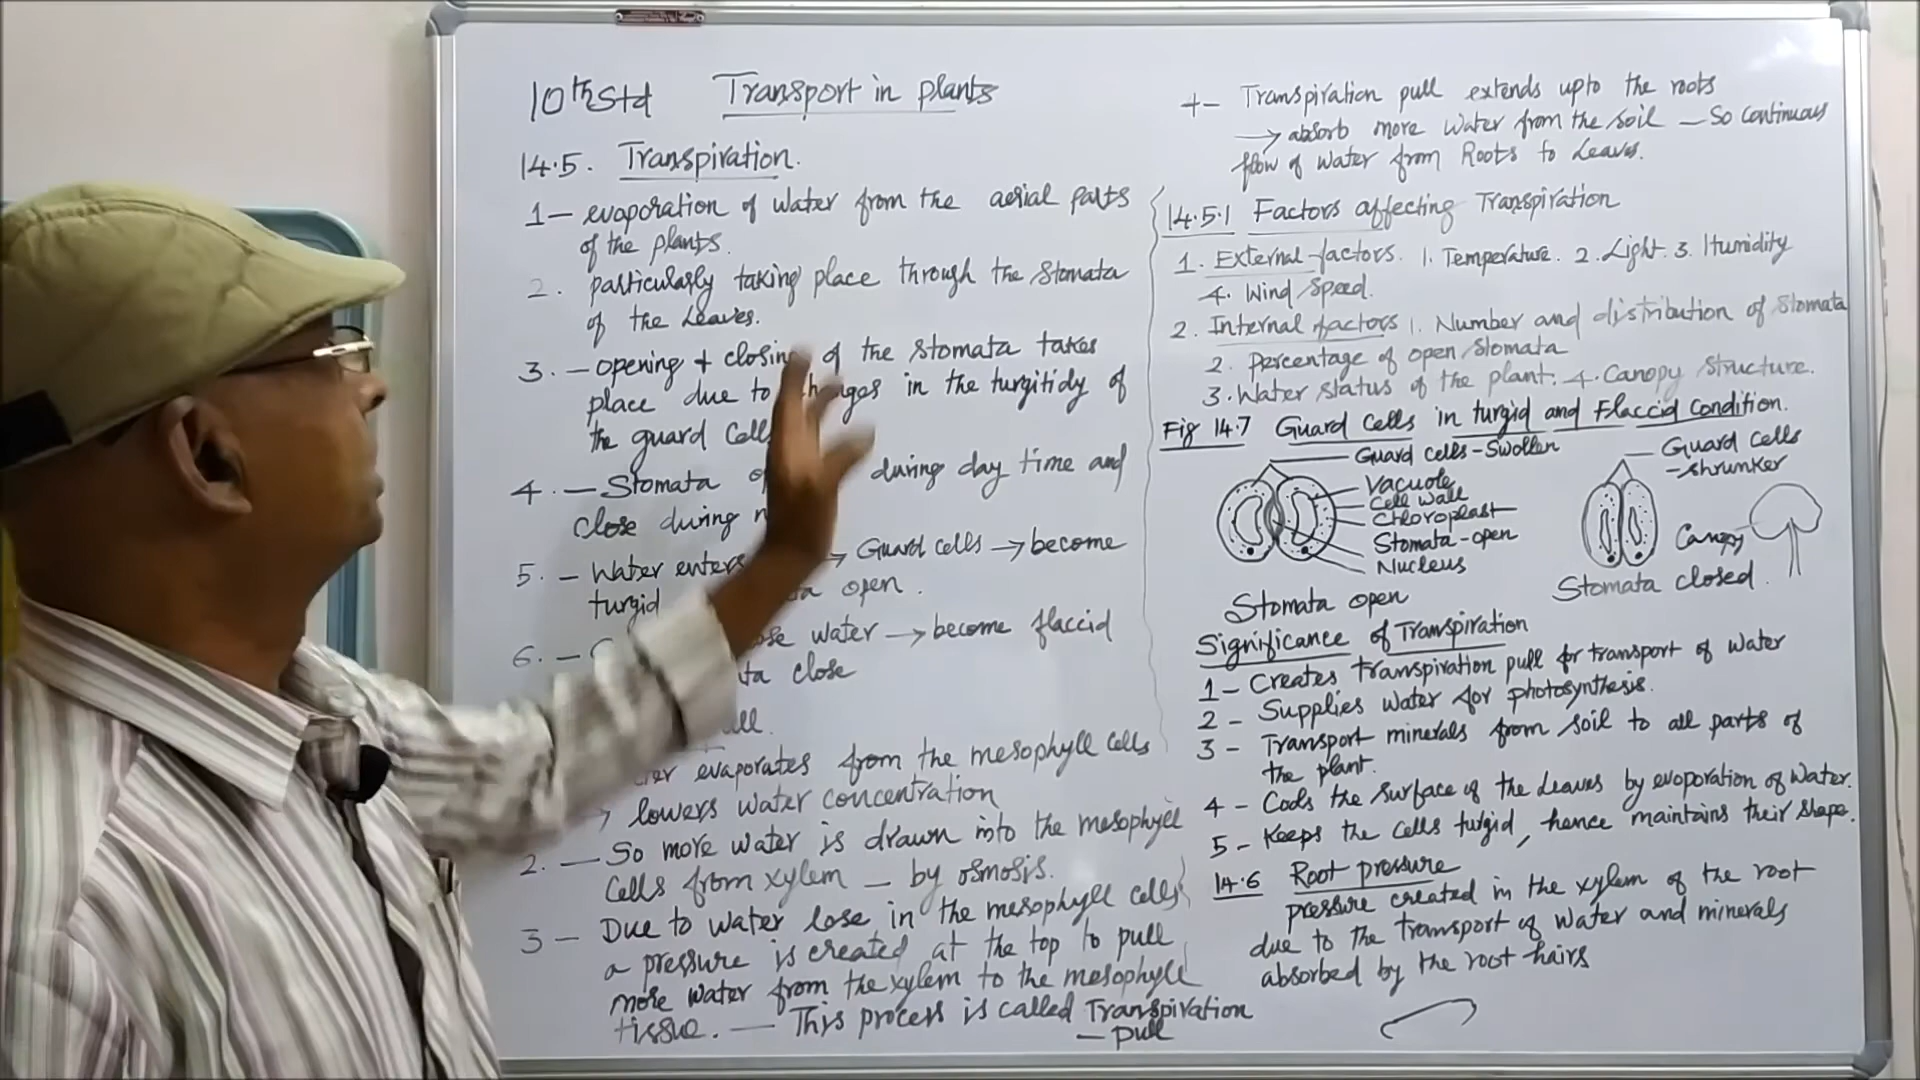 10th Std Transport in plants
14.5. Transpiration.
1 – evaporation of water from the aerial parts
of the plants.
2. particularly taking place through the stomata
of the Leaves.
3. – opening + closing of the stomata takes
place due to changes in the turgitidy of
the guard Cell
4. – Stomata during day time and
close during
5. – Water enters → Guard cells → become
turgid open.
6. – water → become flaccid
close
evaporates from the mesophyll cells
→ lowers water concentration
2. — So more water is drawn into the mesophyll
cells from xylem – by osmosis.
3 – Due to water lose in the mesophyll cells
a pressure is created at the top to pull
more water from the xylem to the mesophyll
tissue. — This process is called Transpiration
– pull
4 – Transpiration pull extends upto the roots
→ absorb more water from the soil – So continuous
flow of water from Roots to Leaves.
14.5.1 Factors affecting Transpiration
1. External factors. 1. Temperature. 2. Light. 3. Humidity
4. Wind speed.
2. Internal factors 1. Number and distribution of stomata
2. Percentage of open stomata
3. Water status of the plant. 4. Canopy structure.
Fig 14.7 Guard Cells in turgid and Flaccid Condition.
Guard cells – Swollen
Vacuole
Cell wall
Chloroplast
Stomata – open
Nucleus
Stomata open
Guard cells
– shrunker
Canopy
Stomata closed.
Significance of Transpiration
1 – Creates transpiration pull for transport of water
2 – Supplies water for photosynthesis.
3 – Transport minerals from soil to all parts of
the plant.
4 – Cools the surface of the Leaves by evoporation of water.
5 – Keeps the cells turgid, hence maintains their shape.
14.6 Root pressure
pressure created in the xylem of the root
due to the transport of water and minerals
absorbed by the root hairs